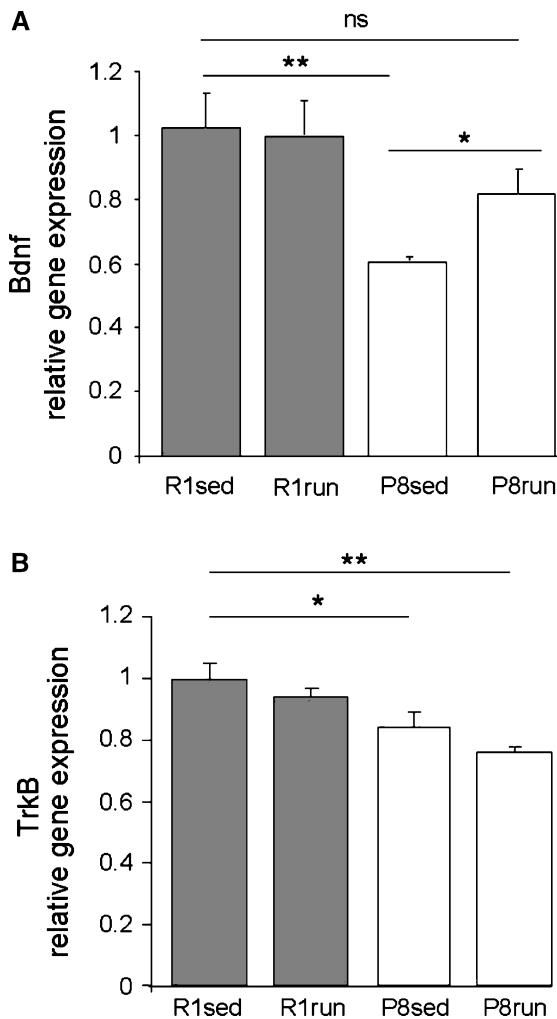 A
ns
**
*
1.2
1
0.8
0.6
0.4
0.2
0
Bdnf
relative gene expression
R1sed R1run P8sed P8run
B
**
*
1.2
1
0.8
0.6
0.4
0.2
0
TrkB
relative gene expression
R1sed R1run P8sed P8run